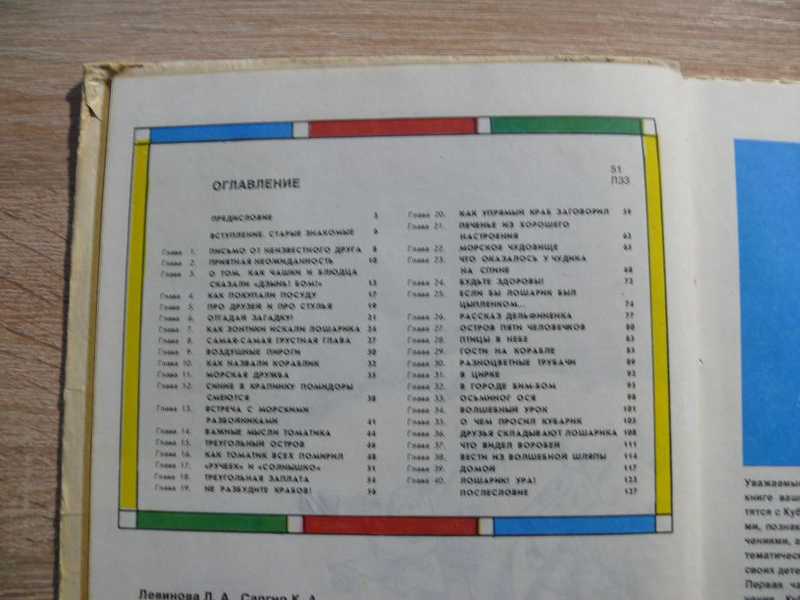 ОГЛАВЛЕНИЕ
51
Л33
ПРЕДИСЛОВИЕ 3
ВСТУПЛЕНИЕ. СТАРЫЕ ЗНАКОМЫЕ 6
Глава 1. ПИСЬМО ОТ НЕИЗВЕСТНОГО ДРУГА 8
Глава 2. ПРИЯТНАЯ НЕОЖИДАННОСТЬ 10
Глава 3. О ТОМ, КАК ЧАШКИ И БЛЮДЦА
СКАЗАЛИ «ДЗЫНЬ! БОМ!» 13
Глава 4. КАК ПОКУПАЛИ ПОСУДУ 17
Глава 5. ПРО ДРУЗЕЙ И ПРО СТУЛЬЯ 19
Глава 6. ОТГАДАЙ ЗАГАДКУ! 21
Глава 7. КАК ЗОНТИКИ ИСКАЛИ ЛОШАРИКА 24
Глава 8. САМАЯ-САМАЯ ГРУСТНАЯ ГЛАВА 27
Глава 9. ВОЗДУШНЫЕ ПИРОГИ 30
Глава 10. КАК НАЗВАЛИ КОРАБЛИК 32
Глава 11. МОРСКАЯ ДРУЖБА 35
Глава 12. СИНИЕ В КРАПИНКУ ПОМИДОРЫ
СМЕЮТСЯ 38
Глава 13. ВСТРЕЧА С МОРСКИМИ
РАЗБОЙНИКАМИ 41
Глава 14. ВАЖНЫЕ МЫСЛИ ТОМАТИКА 44
Глава 15. ТРЕУГОЛЬНЫЙ ОСТРОВ 46
Глава 16. КАК ТОМАТИК ВСЕХ ПОМИРИЛ 48
Глава 17. «РУЧЕЕК» И «СОЛНЫШКО» 51
Глава 18. ТРЕУГОЛЬНАЯ ЗАПЛАТА 54
Глава 19. НЕ РАЗБУДИТЕ КРАБОВ! 56
Глава 20. КАК УПРЯМЫЙ КРАБ ЗАГОВОРИЛ 59
Глава 21. ПЕЧЕНЬЕ ИЗ ХОРОШЕГО
НАСТРОЕНИЯ 62
Глава 22. МОРСКОЕ ЧУДОВИЩЕ 65
Глава 23. ЧТО ОКАЗАЛОСЬ У ЧУДИКА
НА СПИНЕ 68
Глава 24. БУДЬТЕ ЗДОРОВЫ! 72
Глава 25. ЕСЛИ БЫ ЛОШАРИК БЫЛ
ЦЫПЛЕНКОМ... 74
Глава 26. РАССКАЗ ДЕЛЬФИНЕНКА 77
Глава 27. ОСТРОВ ПЯТИ ЧЕЛОВЕЧКОВ 80
Глава 28. ПТИЦЫ В НЕБЕ 83
Глава 29. ГОСТИ НА КОРАБЛЕ 85
Глава 30. РАЗНОЦВЕТНЫЕ ТРУБАЧИ 89
Глава 31. В ЦИРКЕ 92
Глава 32. В ГОРОДЕ БИМ-БОМ 95
Глава 33. ОСЬМИНОГ ОСЯ 98
Глава 34. ВОЛШЕБНЫЙ УРОК 101
Глава 35. О ЧЕМ ПРОСИЛ КУБАРИК 105
Глава 36. ДРУЗЬЯ СКЛАДЫВАЮТ ЛОШАРИКА 108
Глава 37. ЧТО ВИДЕЛ ВОРОБЕЙ 111
Глава 38. ВЕСТИ ИЗ ВОЛШЕБНОЙ ШЛЯПЫ 114
Глава 39. ДОМОЙ 117
Глава 40. ЛОШАРИК! УРА! 123
ПОСЛЕСЛОВИЕ 127
Левинова Л. А., Сапгир К. А.
Уважаемые
книге ваши
тятся с Куб
ми, познак
чениями, а
тематическ
своих дете
Первая ча